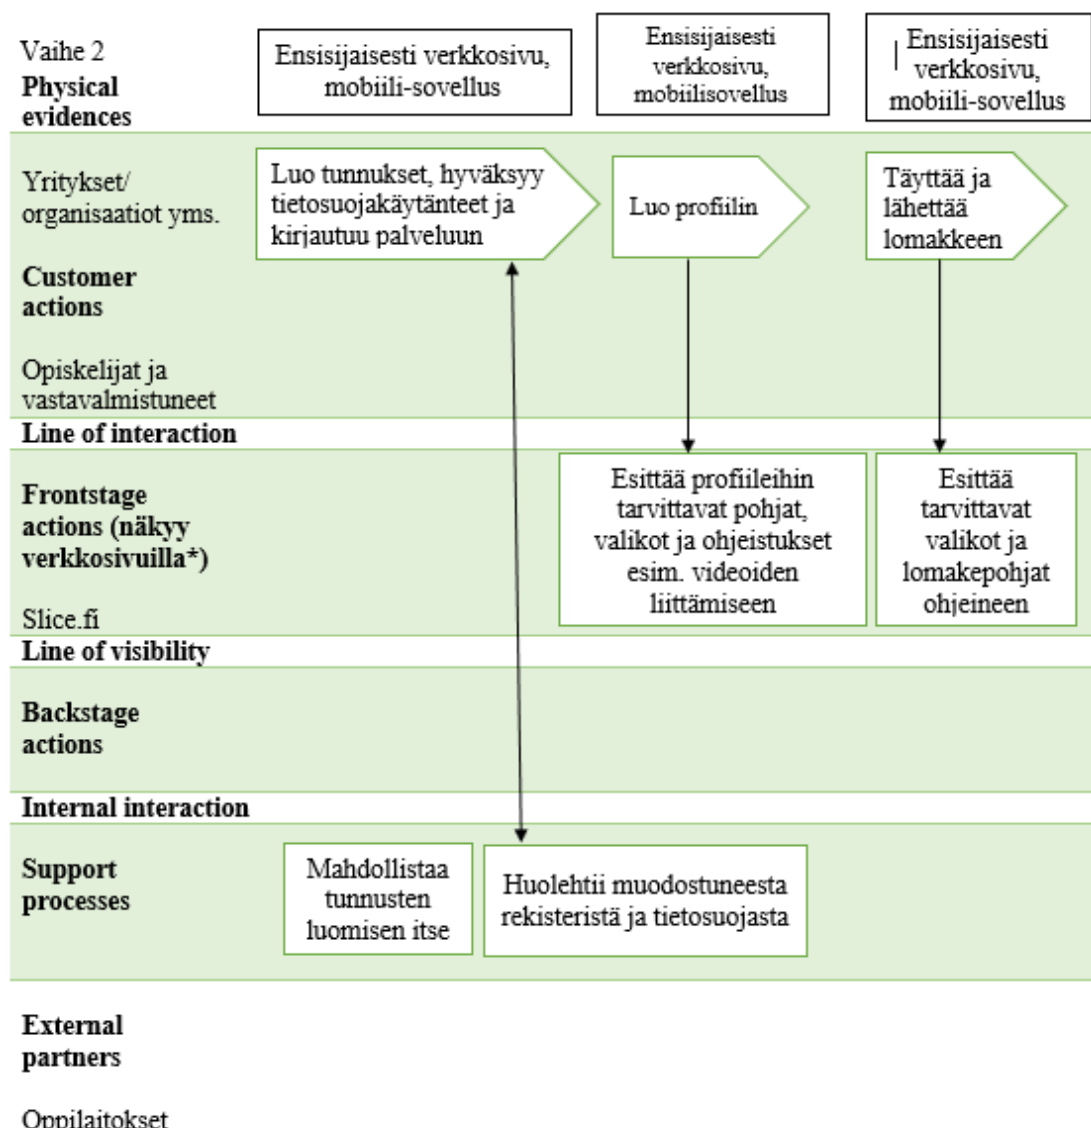 Vaihe 2
Physical
evidences
Ensisijaisesti verkkosivu,
mobiili-sovellus
Ensisijaisesti
verkkosivu,
mobiilisovellus
Ensisijaisesti
verkkosivu,
mobiili-sovellus
Yritykset/
organisaatiot yms.
Customer
actions
Opiskelijat ja
vastavalmistuneet
Luo tunnukset, hyväksyy
tietosuojakäytänteet ja
kirjautuu palveluun
Luo profiilin
Täyttää ja
lähettää
lomakkeen
Line of interaction
Frontstage
actions (näkyy
verkkosivuilla*)
Slice.fi
Esittää profiileihin
tarvittavat pohjat,
valikot ja ohjeistukset
esim. videoiden
liittämiseen
Esittää
tarvittavat
valikot ja
lomakepohjat
ohjeineen
Line of visibility
Backstage
actions
Internal interaction
Support
processes
Mahdollistaa
tunnusten
luomisen itse
Huolehtii muodostuneesta
rekisteristä ja tietosuojasta
External
partners
Oppilaitokset